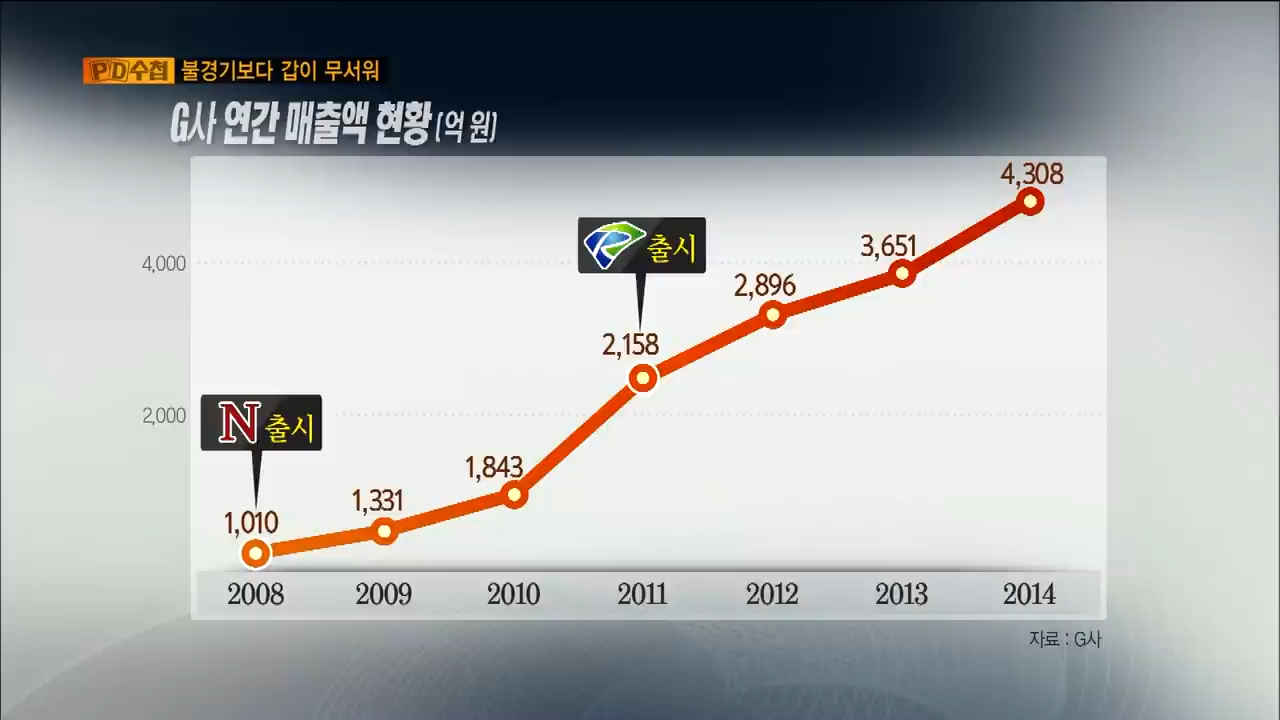 PD수첩 불경기보다 갑이 무서워
G사 연간 매출액 현황 (억 원)
4,308
출시
3,651
4,000
2,896
2,158
N 출시
2,000
1,843
1,331
1,010
2008 2009 2010 2011 2012 2013 2014
자료 : G사